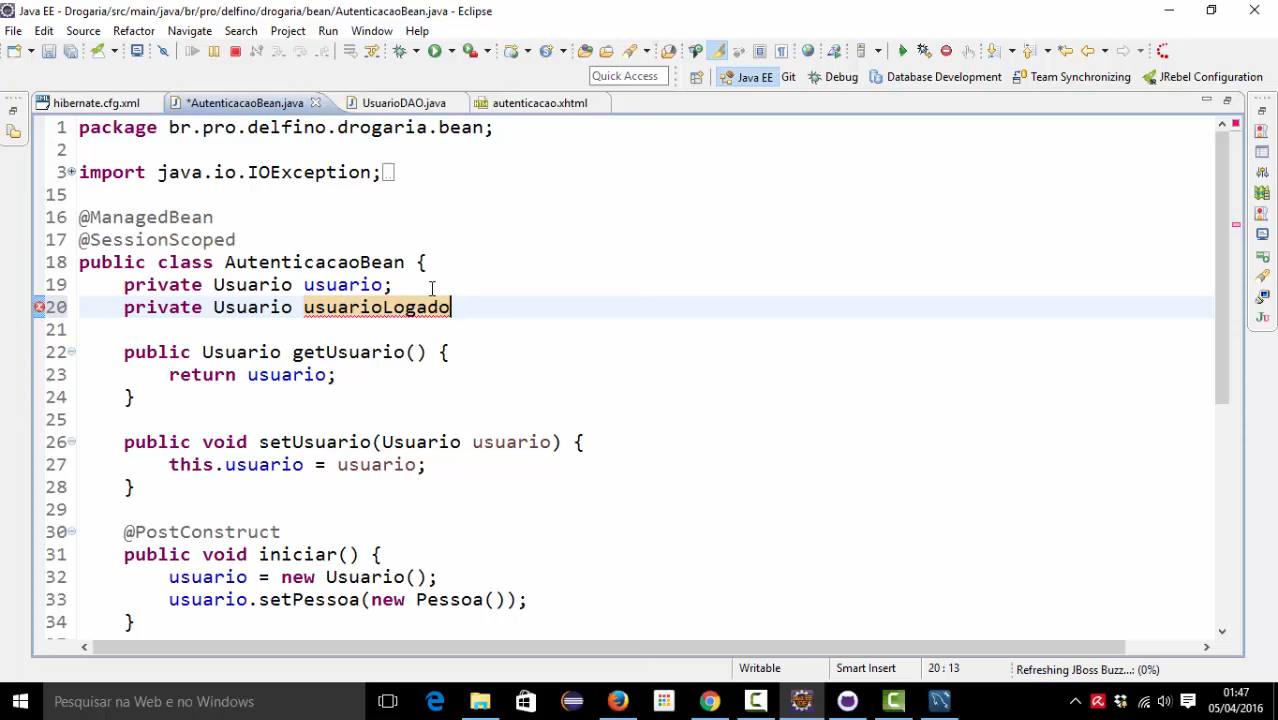 Java EE - Drogaria/src/main/java/br/pro/delfino/drogaria/bean/AutenticacaoBean.java - Eclipse
File Edit Source Refactor Navigate Search Project Run Window Help
Quick Access
Java EE Git Debug Database Development Team Synchronizing JRebel Configuration
hibernate.cfg.xml *AutenticacaoBean.java UsuarioDAO.java autenticacao.xhtml
1 package br.pro.delfino.drogaria.bean;
2
3 import java.io.IOException;
15
16 @ManagedBean
17 @SessionScoped
18 public class AutenticacaoBean {
19 private Usuario usuario;
20 private Usuario usuarioLogado
21
22 public Usuario getUsuario() {
23 return usuario;
24 }
25
26 public void setUsuario(Usuario usuario) {
27 this.usuario = usuario;
28 }
29
30 @PostConstruct
31 public void iniciar() {
32 usuario = new Usuario();
33 usuario.setPessoa(new Pessoa());
34 }
Writable Smart Insert 20 : 13 Refreshing JBoss Buzz...: (0%)
Pesquisar na Web e no Windows
01:47
05/04/2016